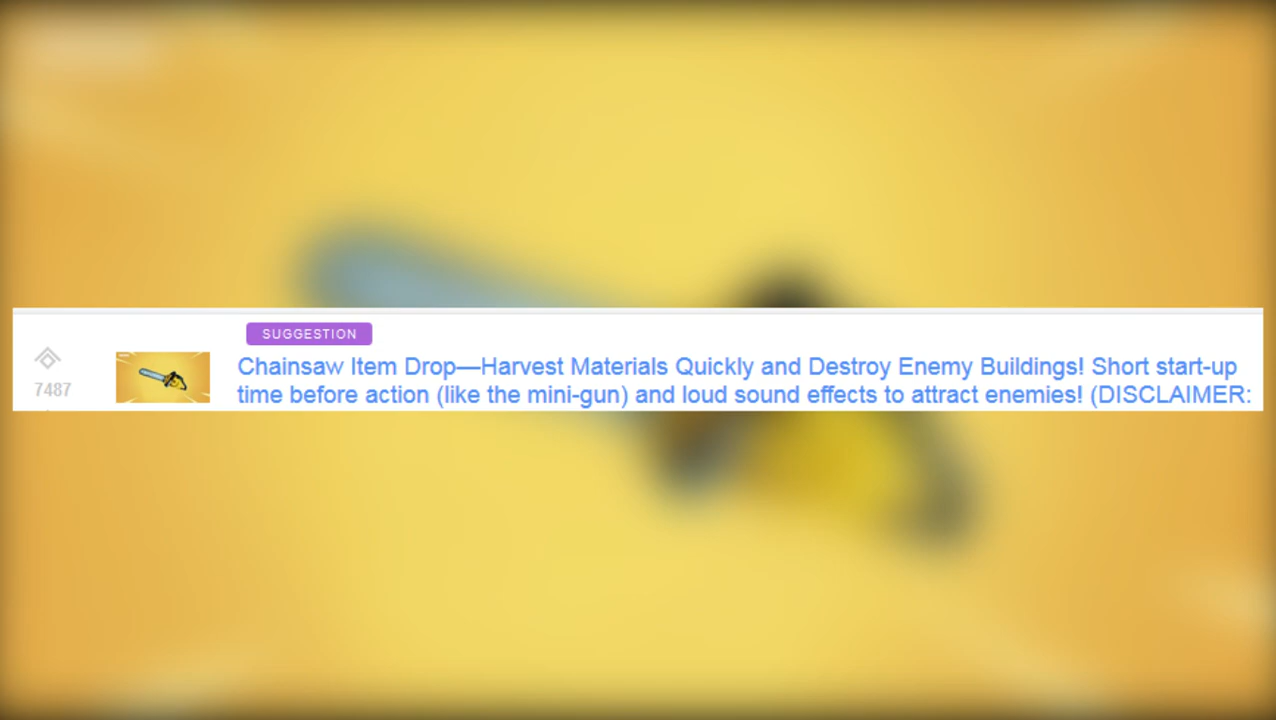 SUGGESTION
7487
Chainsaw Item Drop—Harvest Materials Quickly and Destroy Enemy Buildings! Short start-up
time before action (like the mini-gun) and loud sound effects to attract enemies! (DISCLAIMER: